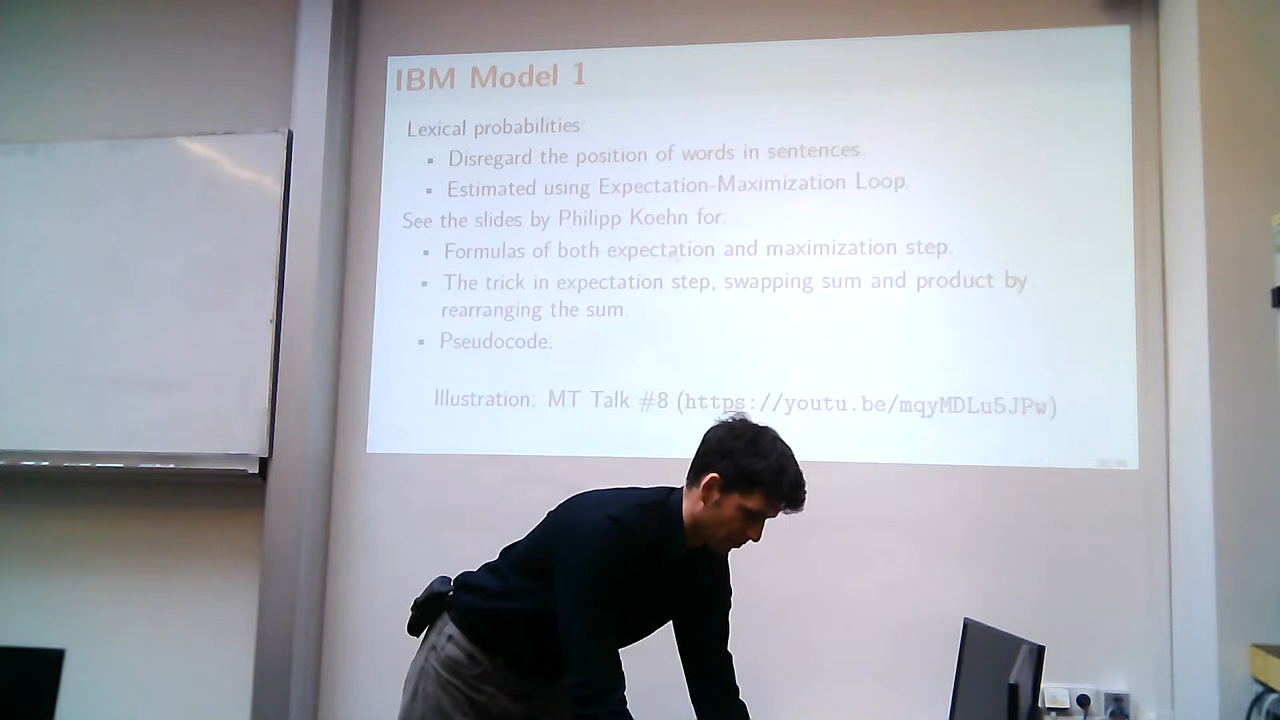 IBM Model 1
Lexical probabilities:
▪ Disregard the position of words in sentences.
▪ Estimated using Expectation-Maximization Loop.
See the slides by Philipp Koehn for:
▪ Formulas of both expectation and maximization step.
▪ The trick in expectation step, swapping sum and product by
rearranging the sum.
▪ Pseudocode.
Illustration: MT Talk #8 (https://youtu.be/mqyMDLu5JPw)